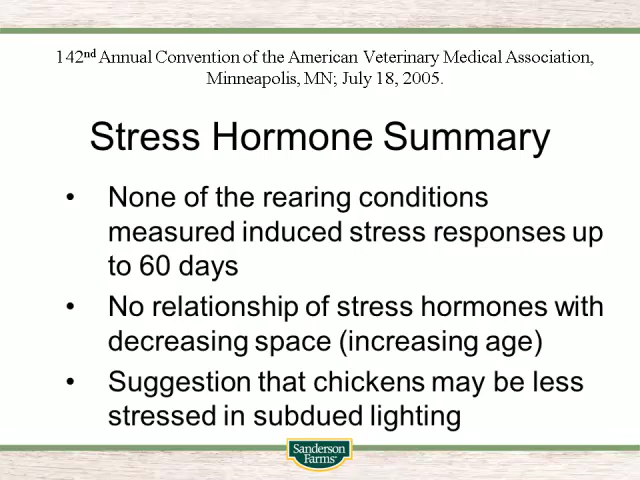 142nd Annual Convention of the American Veterinary Medical Association,
Minneapolis, MN; July 18, 2005.
Stress Hormone Summary
• None of the rearing conditions
measured induced stress responses up
to 60 days
• No relationship of stress hormones with
decreasing space (increasing age)
• Suggestion that chickens may be less
stressed in subdued lighting
Sanderson
Farms®